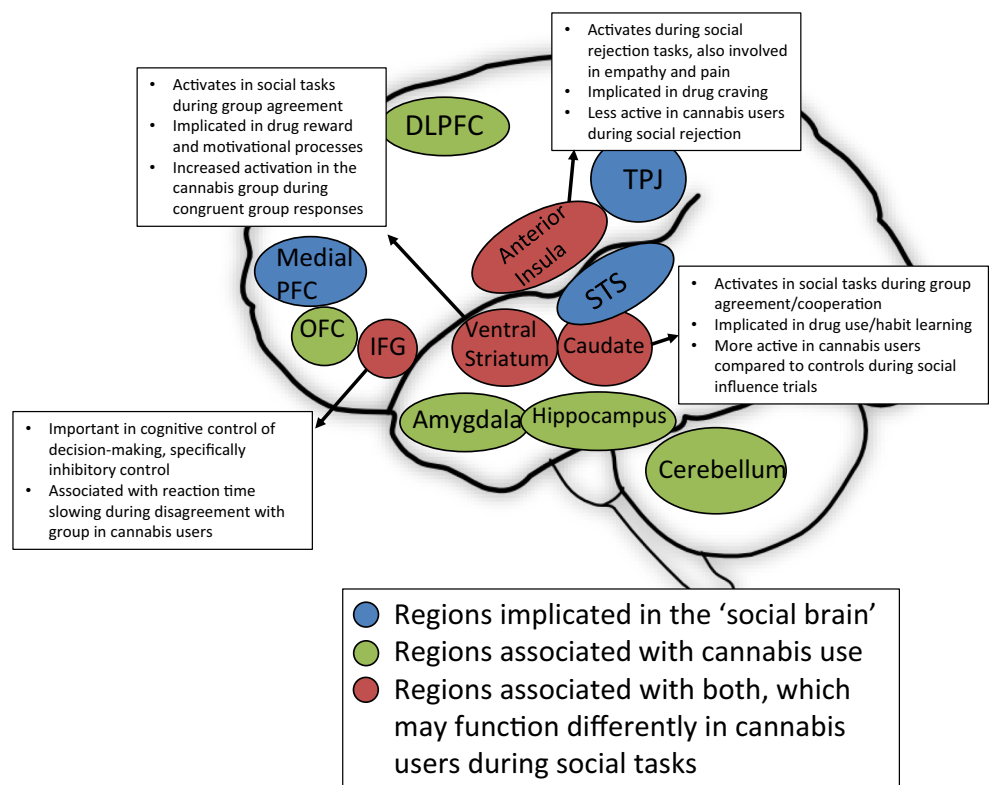 • Activates during social
rejection tasks, also involved
in empathy and pain
• Implicated in drug craving
• Less active in cannabis users
during social rejection
• Activates in social tasks
during group agreement
• Implicated in drug reward
and motivational processes
• Increased activation in the
cannabis group during
congruent group responses
DLPFC
TPJ
Anterior
Insula
Medial
PFC
STS
OFC
IFG
Ventral
Striatum
Caudate
• Activates in social tasks during group
agreement/cooperation
• Implicated in drug use/habit learning
• More active in cannabis users
compared to controls during social
influence trials
Amygdala
Hippocampus
Cerebellum
• Important in cognitive control of
decision-making, specifically
inhibitory control
• Associated with reaction time
slowing during disagreement with
group in cannabis users
Regions implicated in the ‘social brain’
Regions associated with cannabis use
Regions associated with both, which
may function differently in cannabis
users during social tasks